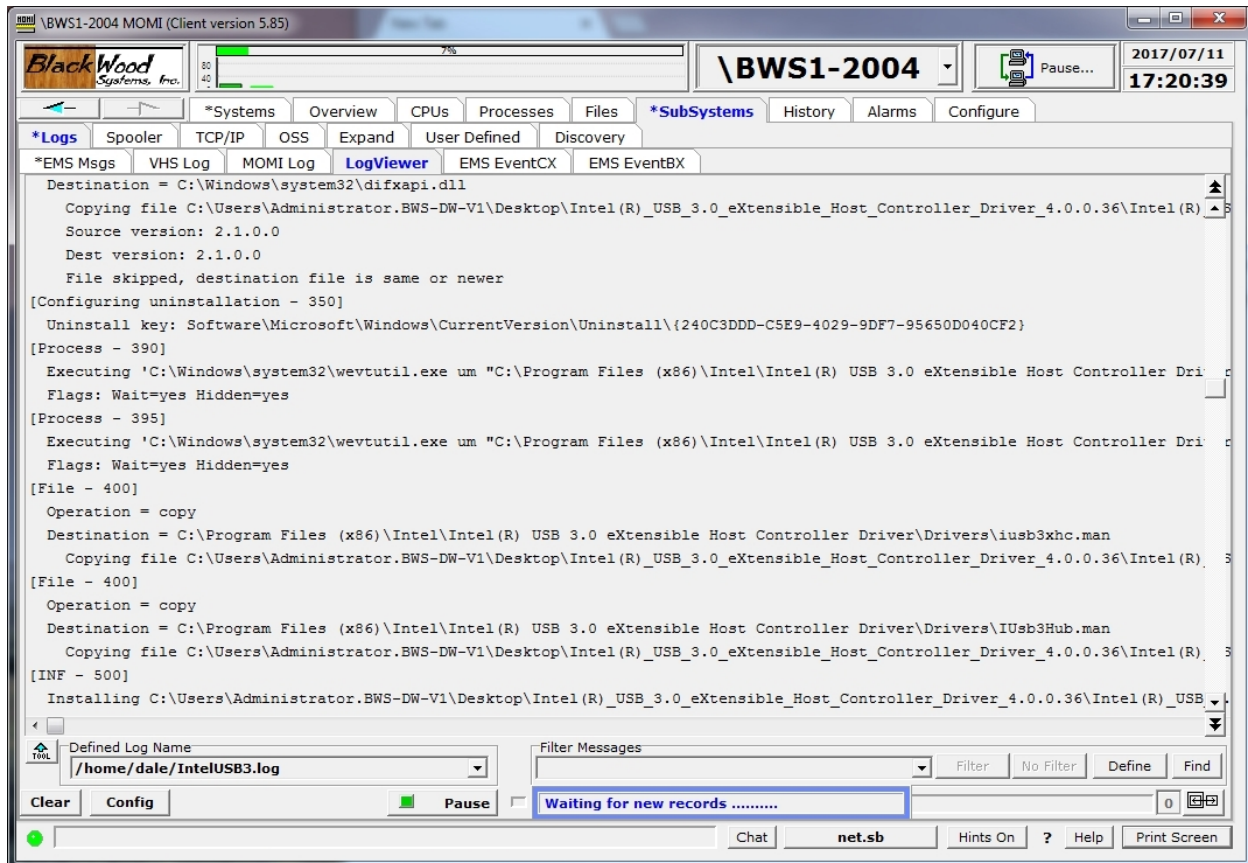 \BWS1-2004 MOMI (Client version 5.85)
BlackWood Systems, Inc.
80
40
7%
\BWS1-2004
Pause...
2017/07/11
17:20:39
*Systems Overview CPUs Processes Files *SubSystems History Alarms Configure
*Logs Spooler TCP/IP OSS Expand User Defined Discovery
*EMS Msgs VHS Log MOMI Log LogViewer EMS EventCX EMS EventBX
Destination = C:\Windows\system32\difxapi.dll
Copying file C:\Users\Administrator.BWS-DW-V1\Desktop\Intel(R)_USB_3.0_eXtensible_Host_Controller_Driver_4.0.0.36\Intel(R)
Source version: 2.1.0.0
Dest version: 2.1.0.0
File skipped, destination file is same or newer
[Configuring uninstallation - 350]
Uninstall key: Software\Microsoft\Windows\CurrentVersion\Uninstall\{240C3DDD-C5E9-4029-9DF7-95650D040CF2}
[Process - 390]
Executing 'C:\Windows\system32\wevtutil.exe um "C:\Program Files (x86)\Intel\Intel(R) USB 3.0 eXtensible Host Controller
Flags: Wait=yes Hidden=yes
[Process - 395]
Executing 'C:\Windows\system32\wevtutil.exe um "C:\Program Files (x86)\Intel\Intel(R) USB 3.0 eXtensible Host Controller
Flags: Wait=yes Hidden=yes
[File - 400]
Operation = copy
Destination = C:\Program Files (x86)\Intel\Intel(R) USB 3.0 eXtensible Host Controller Driver\Drivers\iusb3xhc.man
Copying file C:\Users\Administrator.BWS-DW-V1\Desktop\Intel(R)_USB_3.0_eXtensible_Host_Controller_Driver_4.0.0.36\Intel(R)
[File - 400]
Operation = copy
Destination = C:\Program Files (x86)\Intel\Intel(R) USB 3.0 eXtensible Host Controller Driver\Drivers\IUsb3Hub.man
Copying file C:\Users\Administrator.BWS-DW-V1\Desktop\Intel(R)_USB_3.0_eXtensible_Host_Controller_Driver_4.0.0.36\Intel(R)
[INF - 500]
Installing C:\Users\Administrator.BWS-DW-V1\Desktop\Intel(R)_USB_3.0_eXtensible_Host_Controller_Driver_4.0.0.36\Intel(R)_USB
TOOL
Defined Log Name
/home/dale/IntelUSB3.log
Filter Messages
Filter No Filter Define Find
Clear Config Pause Waiting for new records .......... 0
Chat net.sb Hints On ? Help Print Screen